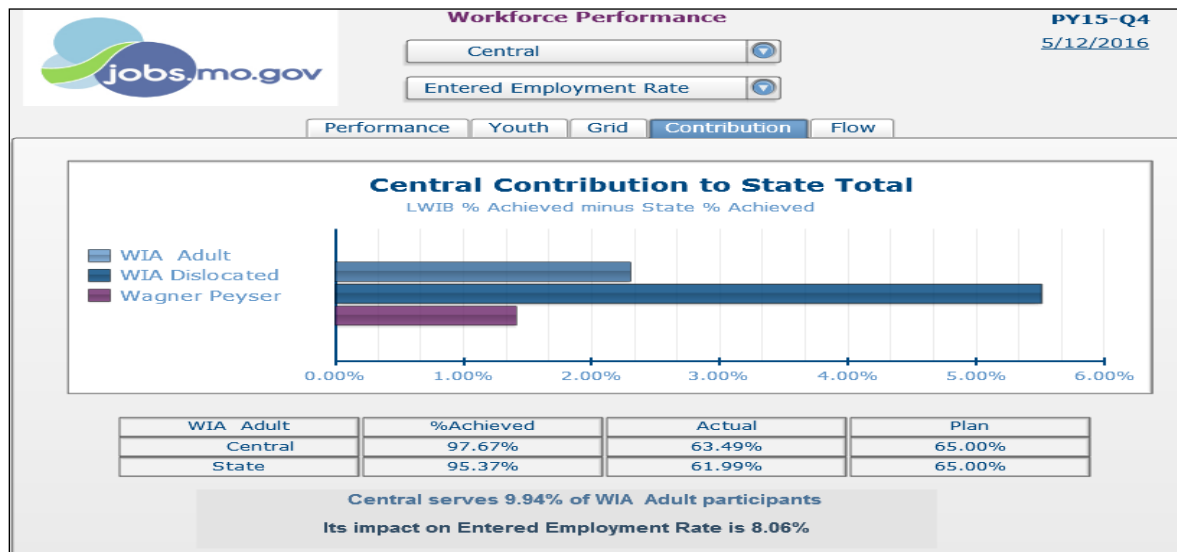 Workforce Performance
PY15-Q4
5/12/2016
jobs.mo.gov
Central
Entered Employment Rate
Performance Youth Grid Contribution Flow
Central Contribution to State Total
LWIB % Achieved minus State % Achieved
WIA Adult
WIA Dislocated
Wagner Peyser
0.00% 1.00% 2.00% 3.00% 4.00% 5.00% 6.00%
WIA Adult %Achieved Actual Plan
Central 97.67% 63.49% 65.00%
State 95.37% 61.99% 65.00%
Central serves 9.94% of WIA Adult participants
Its impact on Entered Employment Rate is 8.06%